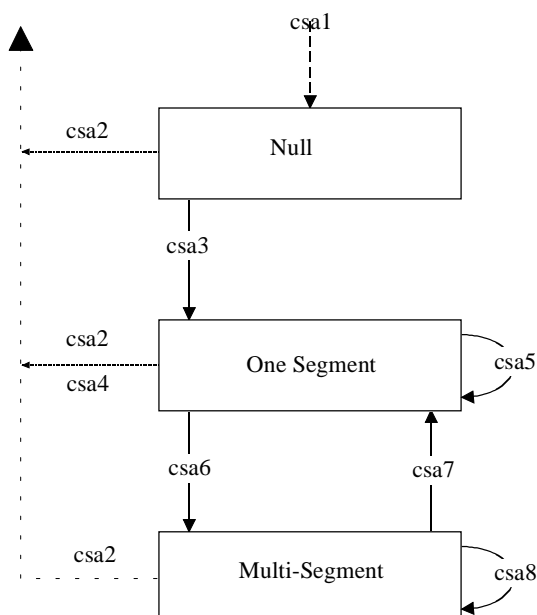 csa1
csa2
Null
csa3
csa2
csa4
One Segment
csa5
csa6
csa7
csa2
Multi-Segment
csa8